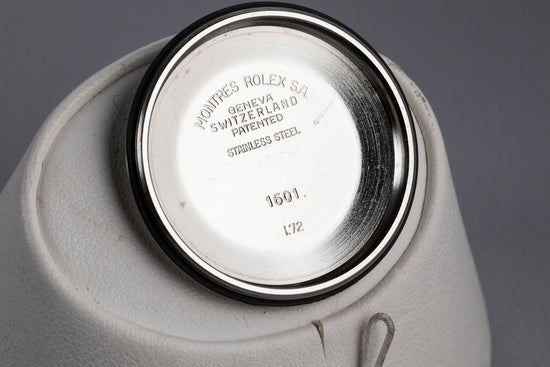 MONTRES ROLEX S.A.
GENEVA
SWITZERLAND
PATENTED
STAINLESS STEEL
1601
I.72